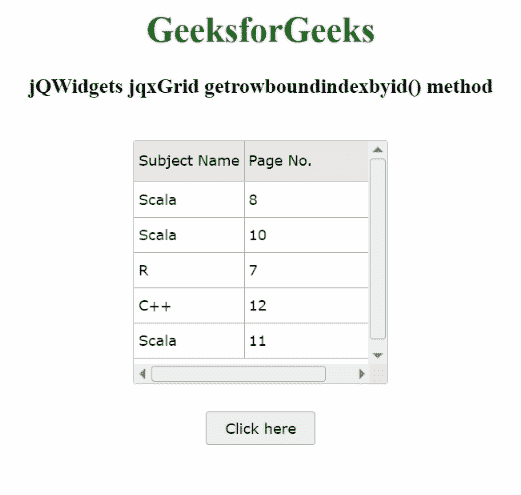 GeeksforGeeks
jQWidgets jqxGrid getrowboundindexbyid() method
Subject Name Page No.
Scala 8
Scala 10
R 7
C++ 12
Scala 11
Click here